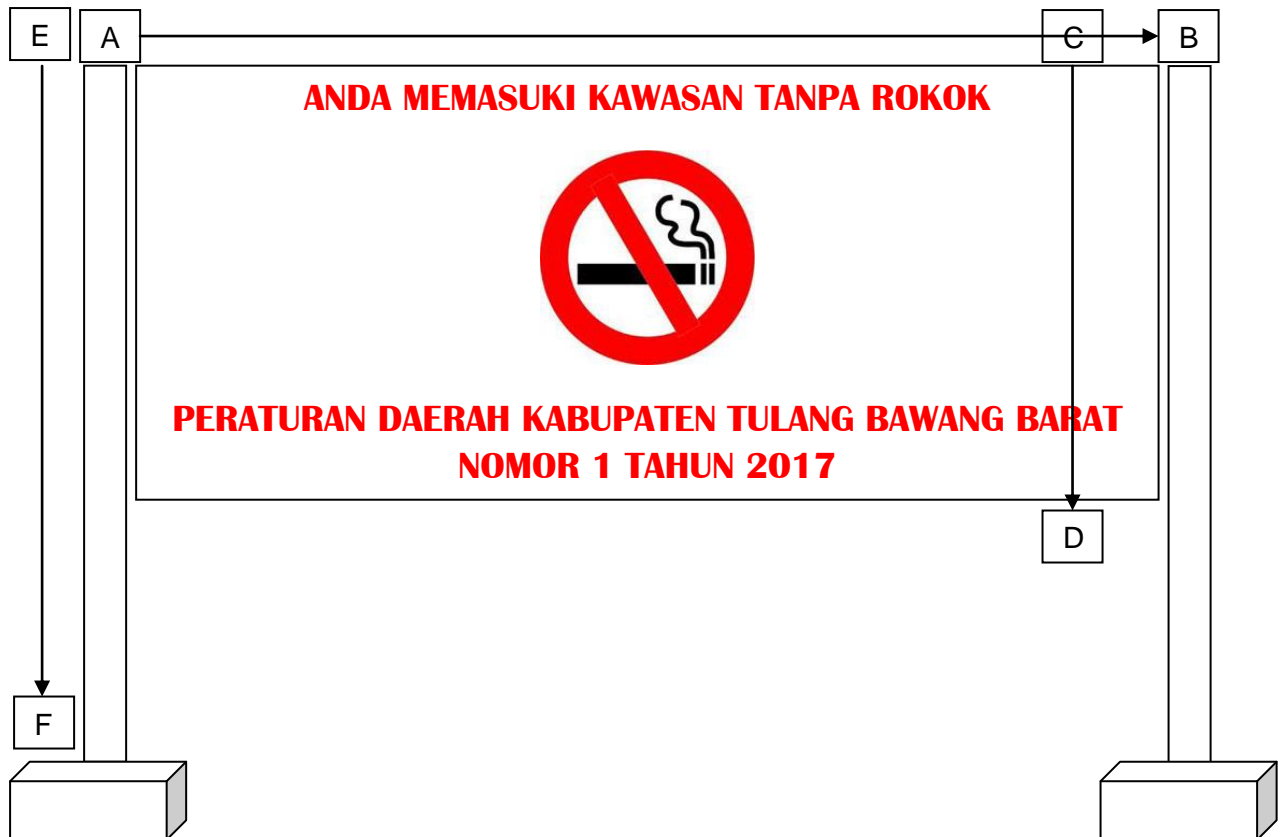 E A C B
ANDA MEMASUKI KAWASAN TANPA ROKOK
PERATURAN DAERAH KABUPATEN TULANG BAWANG BARAT
NOMOR 1 TAHUN 2017
D
F